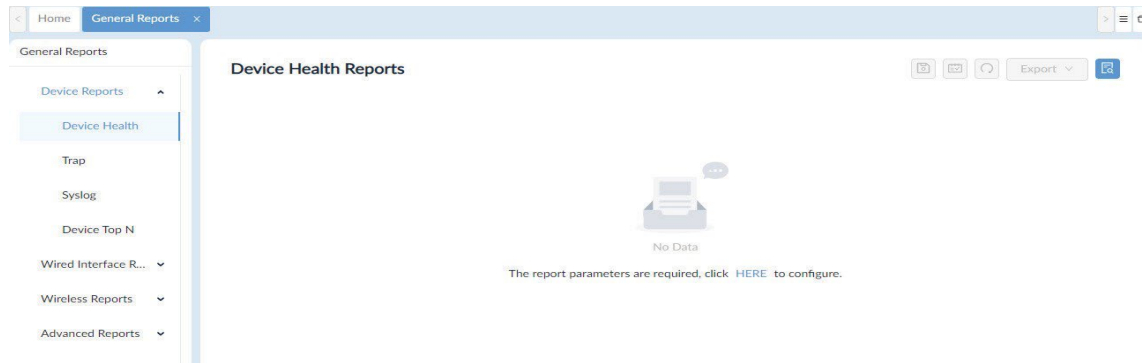 Home
General Reports
General Reports
Device Reports
Device Health
Trap
Syslog
Device Top N
Wired Interface R...
Wireless Reports
Advanced Reports
Device Health Reports
Export
No Data
The report parameters are required, click HERE to configure.